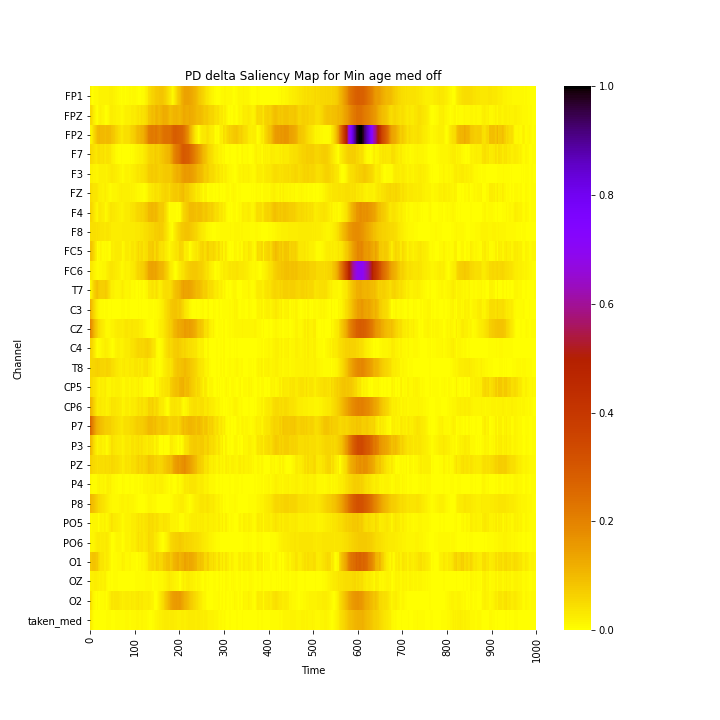 PD delta Saliency Map for Min age med off
Channel
FP1
FPZ
FP2
F7
F3
FZ
F4
F8
FC5
FC6
T7
C3
CZ
C4
T8
CP5
CP6
P7
P3
PZ
P4
P8
PO5
PO6
O1
OZ
O2
taken_med
0
100
200
300
400
500
600
700
800
900
1000
Time
1.0
0.8
0.6
0.4
0.2
0.0